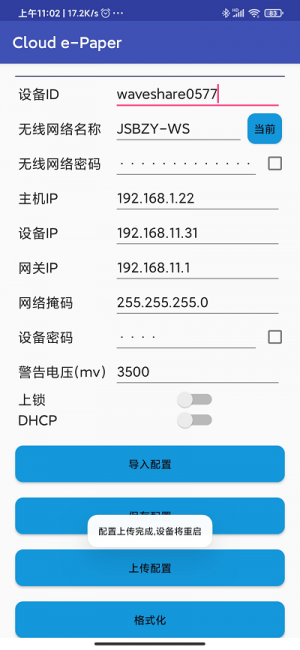 上午11:02 | 17.2K/s ··· 63
Cloud e-Paper
设备ID waveshare0577
无线网络名称 JSBZY-WS 当前
无线网络密码 ·············
主机IP 192.168.1.22
设备IP 192.168.11.31
网关IP 192.168.11.1
网络掩码 255.255.255.0
设备密码 ····
警告电压(mv) 3500
上锁
DHCP
导入配置
保存配置
配置上传完成,设备将重启
上传配置
格式化